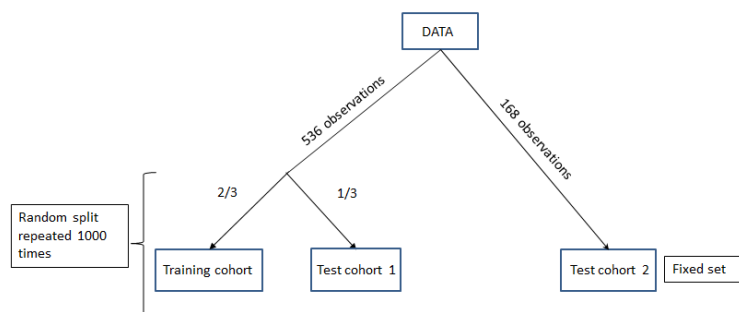 DATA
536 observations
168 observations
2/3
1/3
Random split
repeated 1000
times
Training cohort
Test cohort 1
Test cohort 2
Fixed set